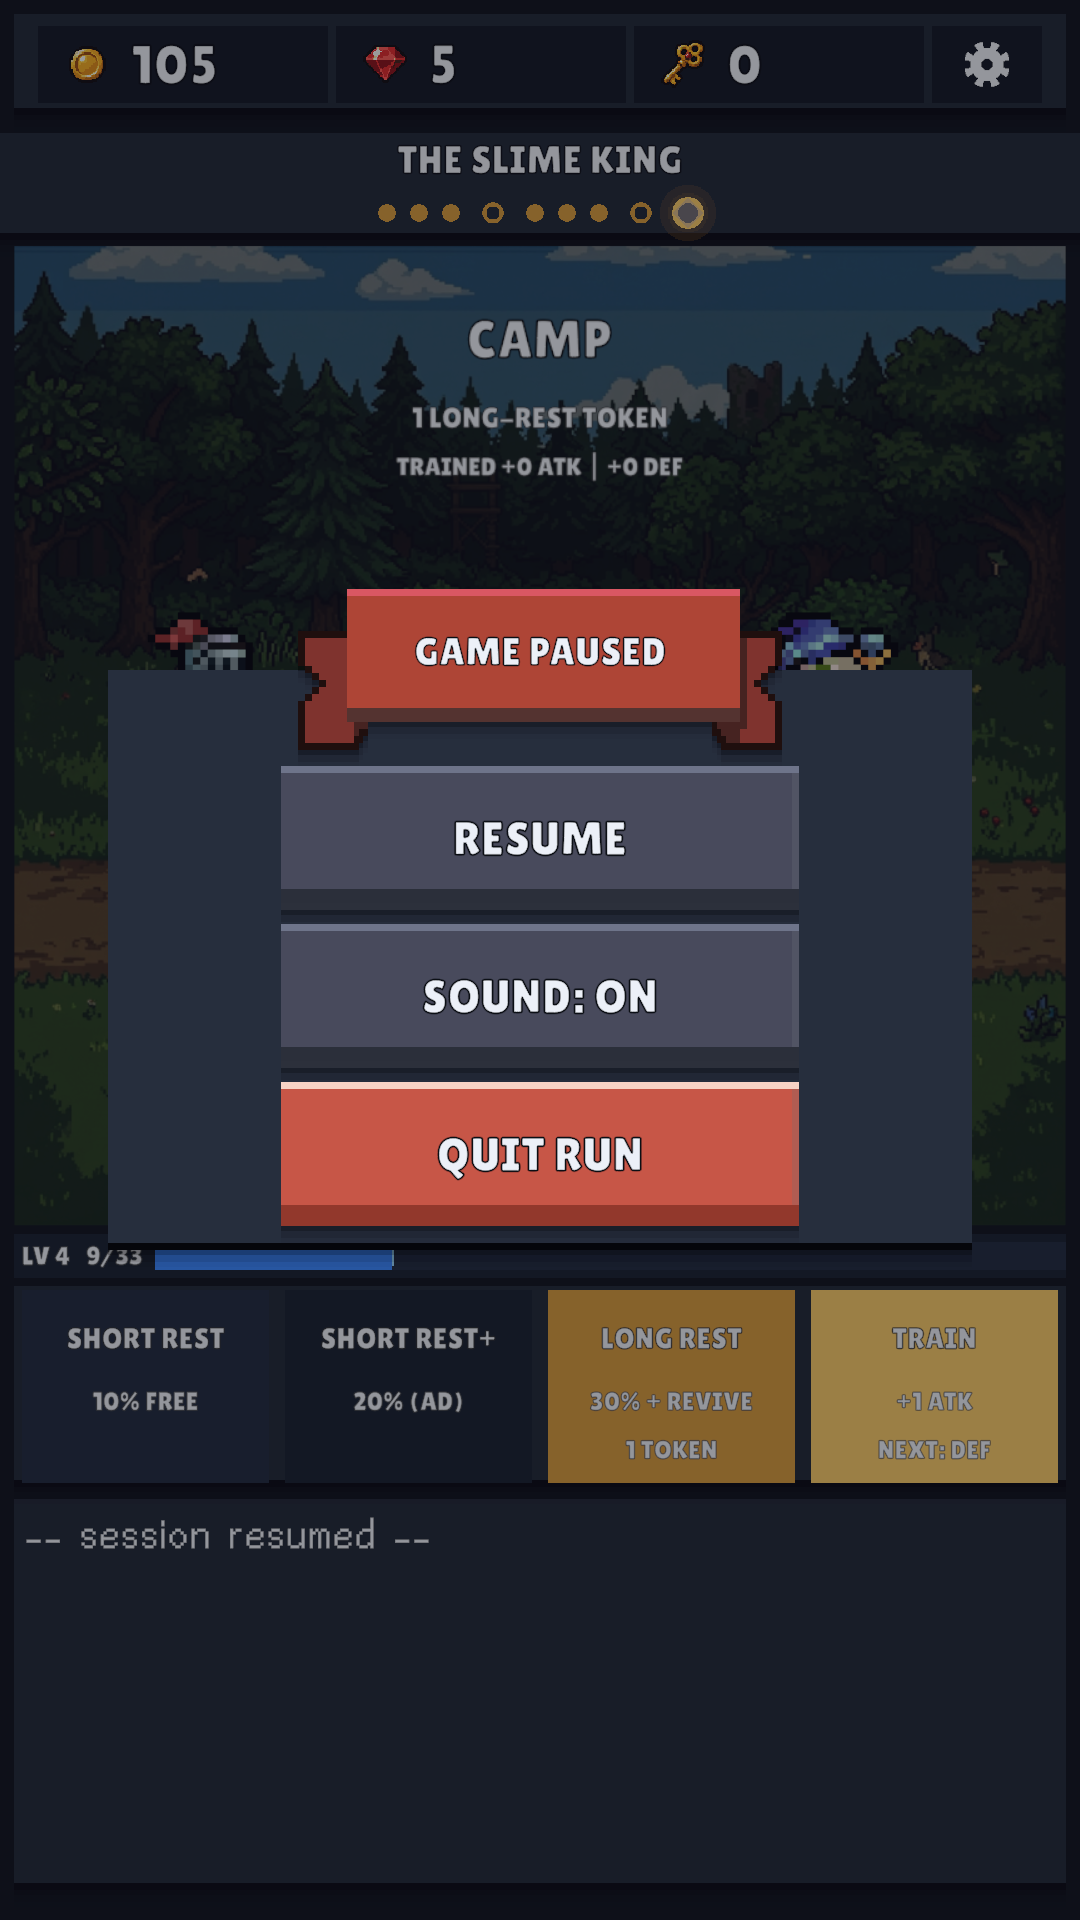 105
5
0
THE SLIME KING
CAMP
1 LONG-REST TOKEN
TRAINED +0 ATK | +0 DEF
GAME PAUSED
RESUME
SOUND: ON
QUIT RUN
LV 4 9/33
SHORT REST
10% FREE
SHORT REST+
20% (AD)
LONG REST
30% + REVIVE
1 TOKEN
TRAIN
+1 ATK
NEXT: DEF
-- session resumed --